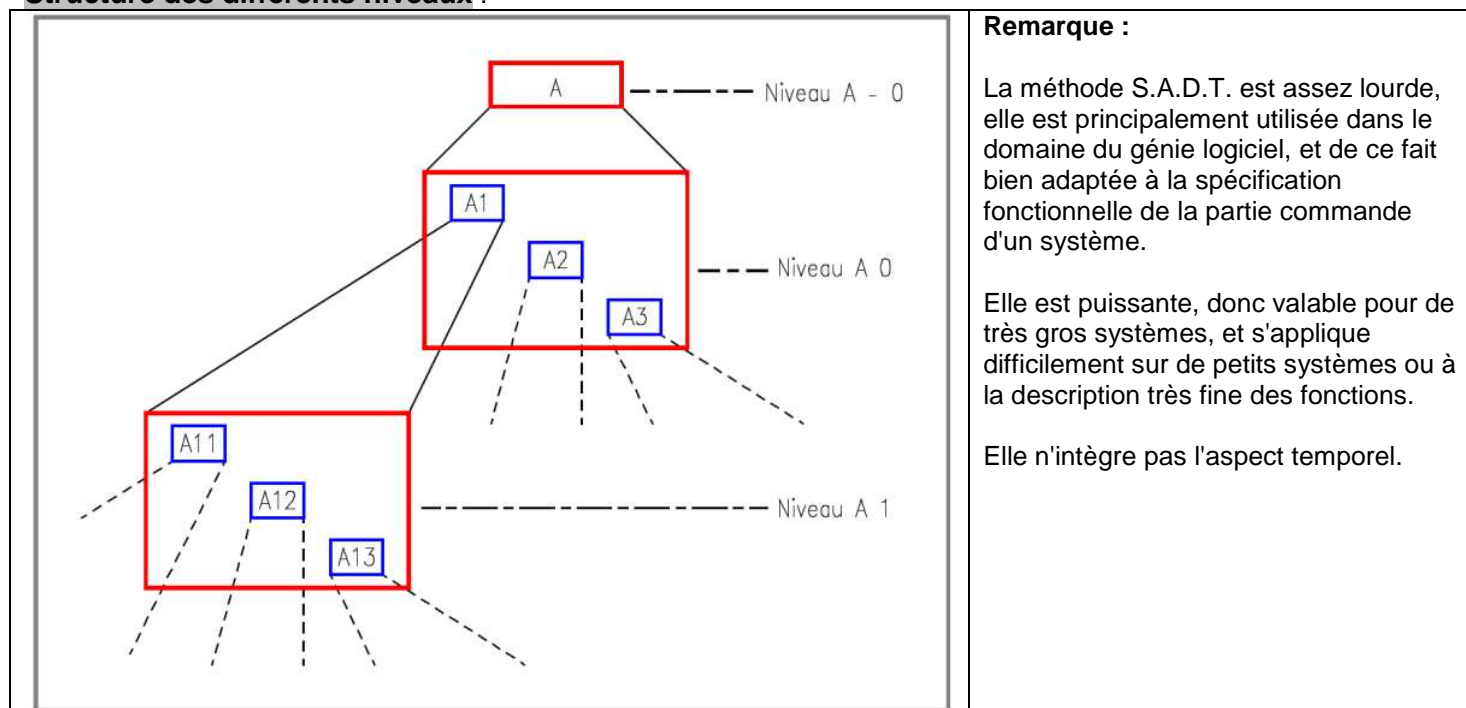 Structure des différents niveaux :
A
Niveau A - 0
A1
A2
A3
Niveau A 0
A11
A12
A13
Niveau A 1
Remarque :
La méthode S.A.D.T. est assez lourde,
elle est principalement utilisée dans le
domaine du génie logiciel, et de ce fait
bien adaptée à la spécification
fonctionnelle de la partie commande
d'un système.
Elle est puissante, donc valable pour de
très gros systèmes, et s'applique
difficilement sur de petits systèmes ou à
la description très fine des fonctions.
Elle n'intègre pas l'aspect temporel.